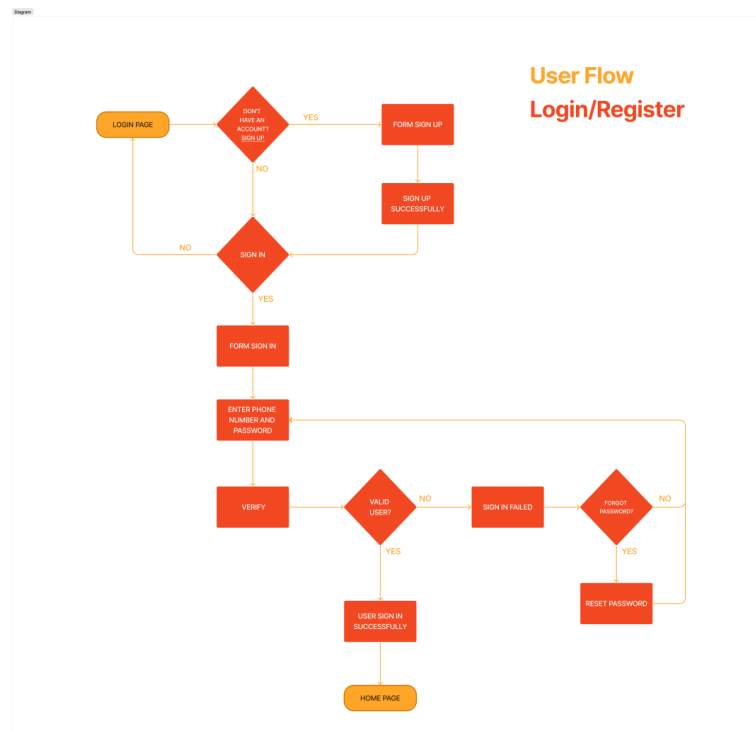 Diagram
User Flow
Login/Register
LOGIN PAGE
DON'T
HAVE AN
ACCOUNT?
SIGN UP
YES
FORM SIGN UP
NO
SIGN UP
SUCCESSFULLY
NO
SIGN IN
YES
FORM SIGN IN
ENTER PHONE
NUMBER AND
PASSWORD
VERIFY
VALID
USER?
NO
SIGN IN FAILED
FORGOT
PASSWORD?
NO
YES
YES
RESET PASSWORD
USER SIGN IN
SUCCESSFULLY
HOME PAGE